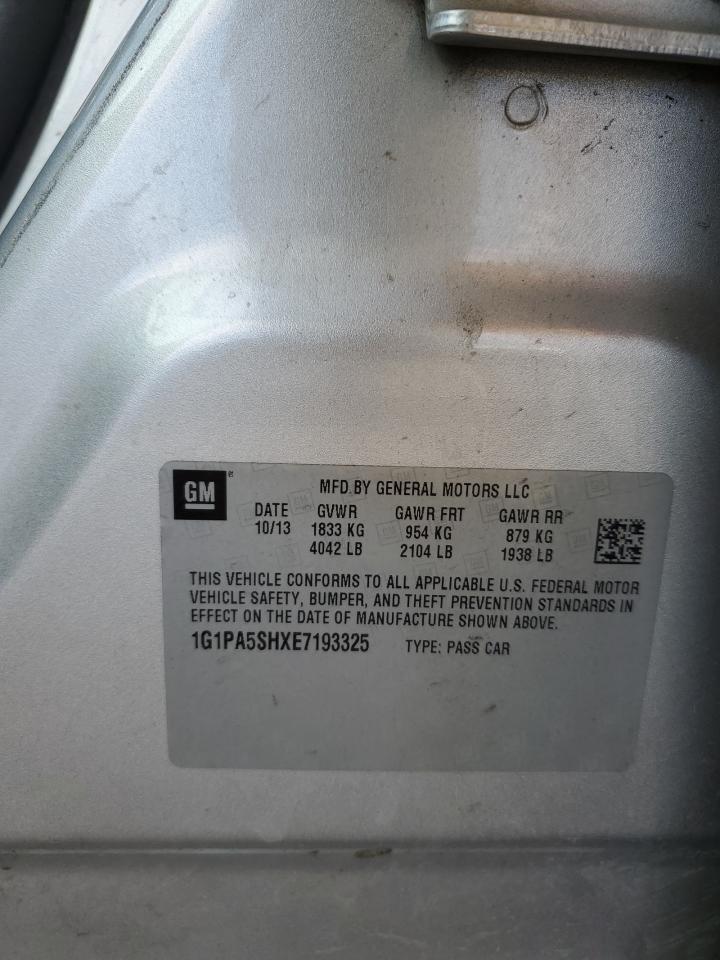 GM
MFD BY GENERAL MOTORS LLC
DATE GVWR GAWR FRT GAWR RR
10/13 1833 KG 954 KG 879 KG
4042 LB 2104 LB 1938 LB
THIS VEHICLE CONFORMS TO ALL APPLICABLE U.S. FEDERAL MOTOR
VEHICLE SAFETY, BUMPER, AND THEFT PREVENTION STANDARDS IN
EFFECT ON THE DATE OF MANUFACTURE SHOWN ABOVE.
1G1PA5SHXE7193325 TYPE: PASS CAR